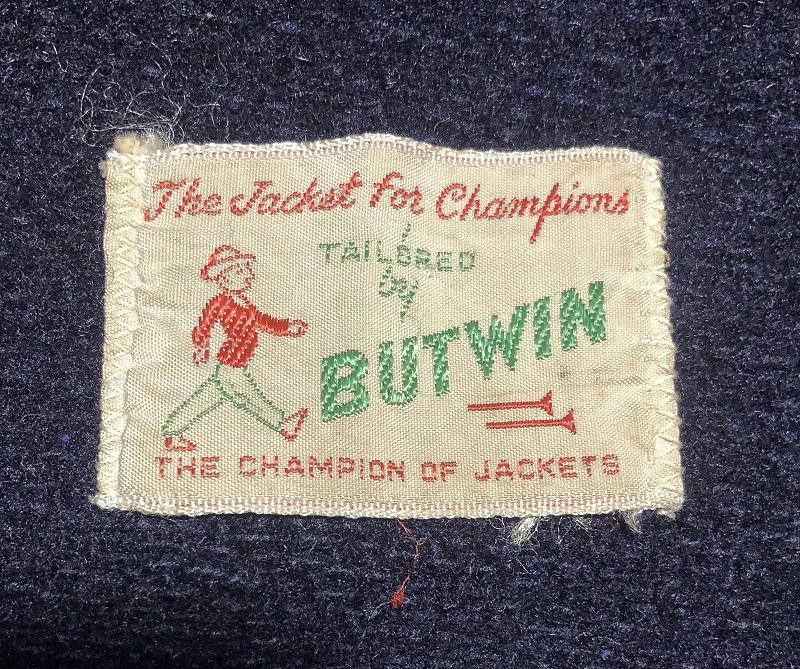 The Jacket for Champions
TAILORED
by
BUTWIN
THE CHAMPION OF JACKETS